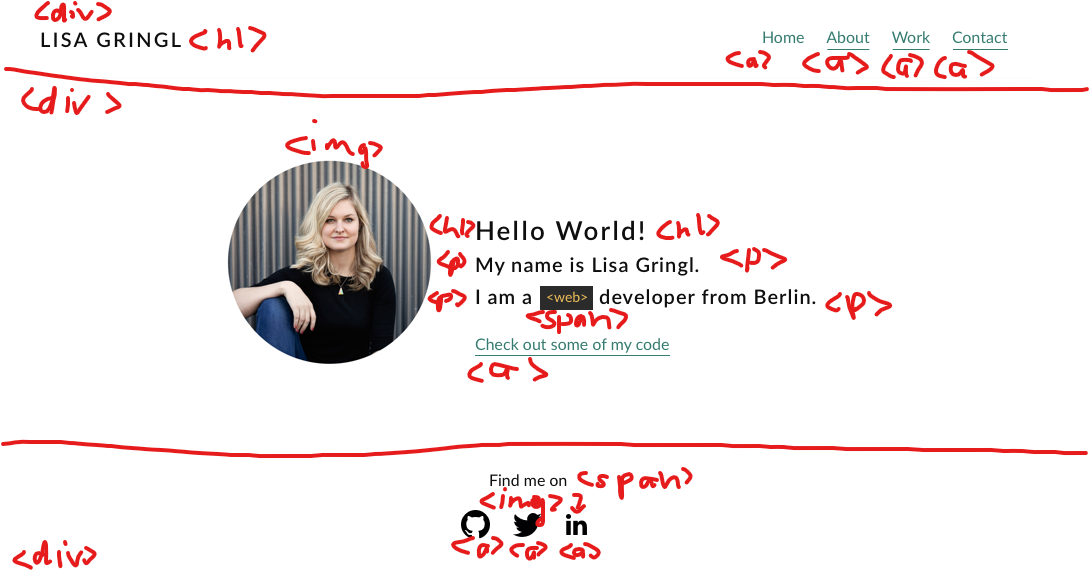 <div>
LISA GRINGL <h1>
Home About Work Contact
<a> <a> <a> <a>
<div>
<img>
<h1> Hello World! <h1>
<p> My name is Lisa Gringl. <p>
<p> I am a <web> developer from Berlin. <p>
<span>
Check out some of my code
<a>
Find me on <span>
<img>
in
<a> <a> <a>
<div>